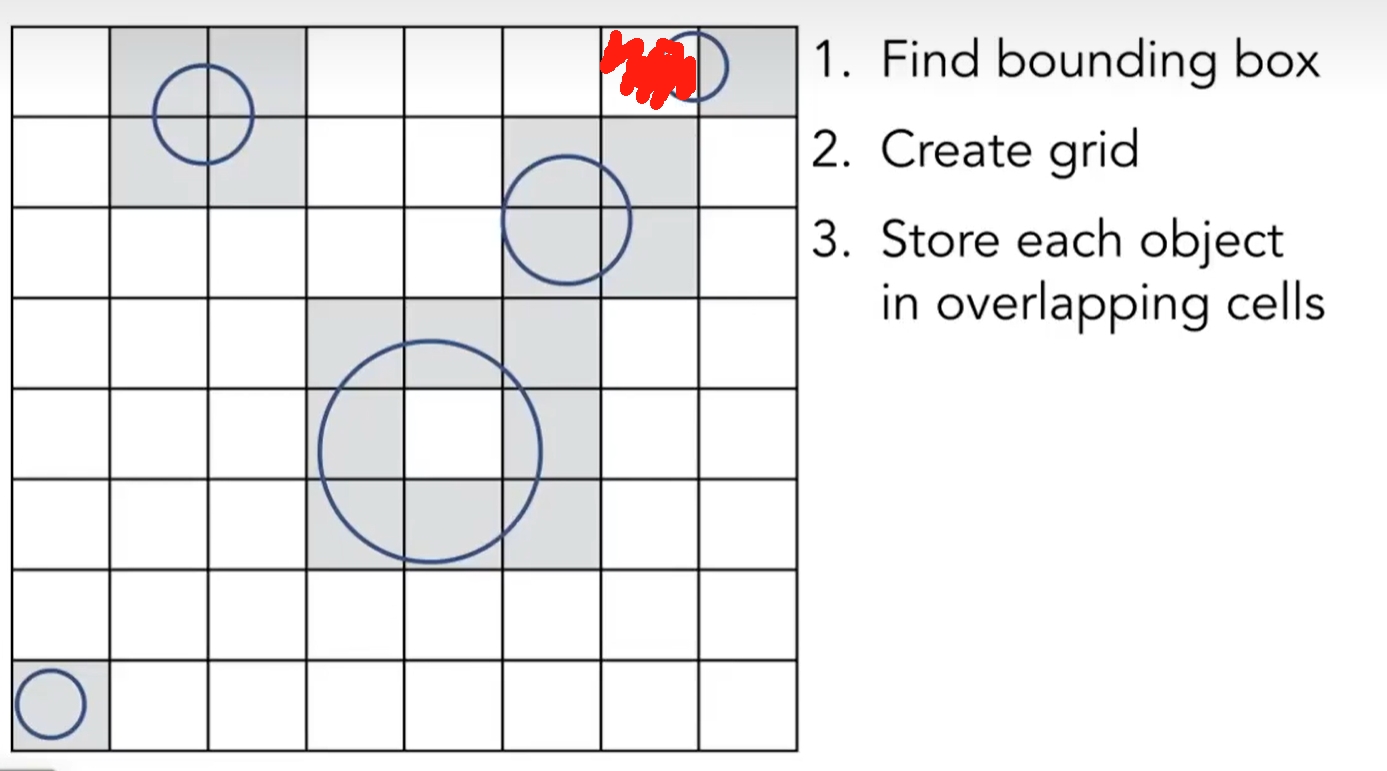 1. Find bounding box
2. Create grid
3. Store each object
in overlapping cells